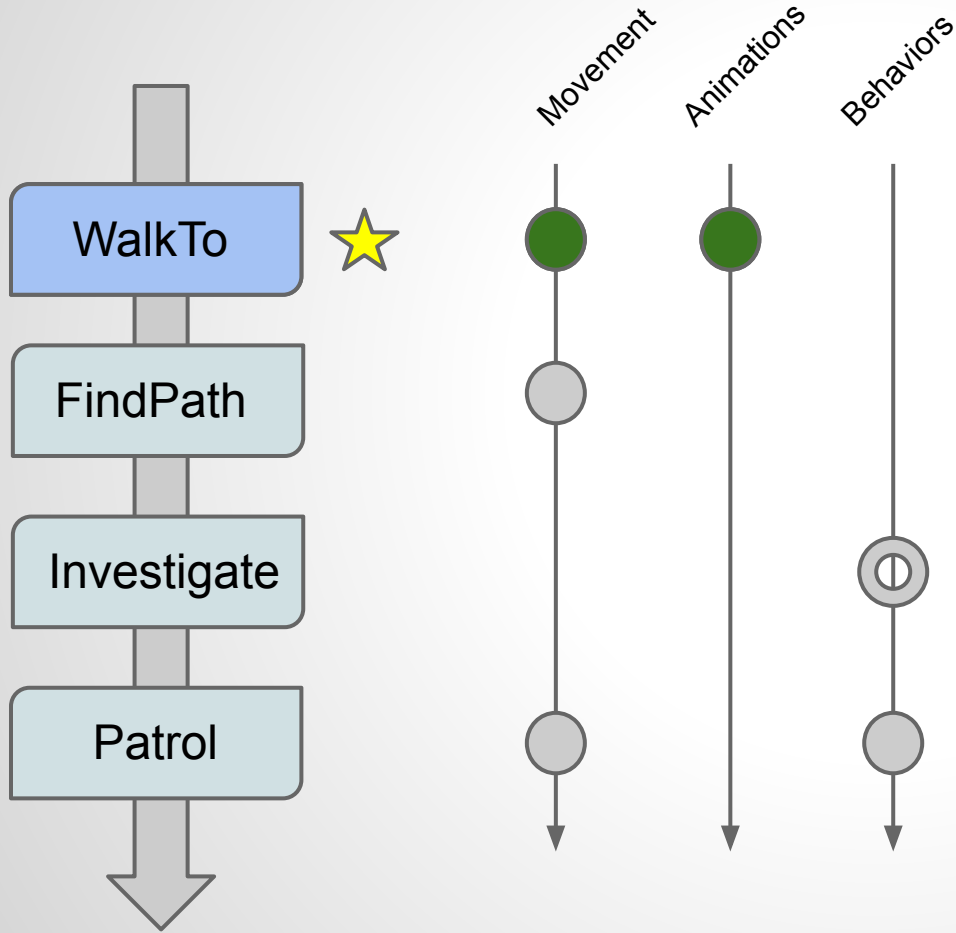 Movement
Animations
Behaviors
WalkTo
FindPath
Investigate
Patrol